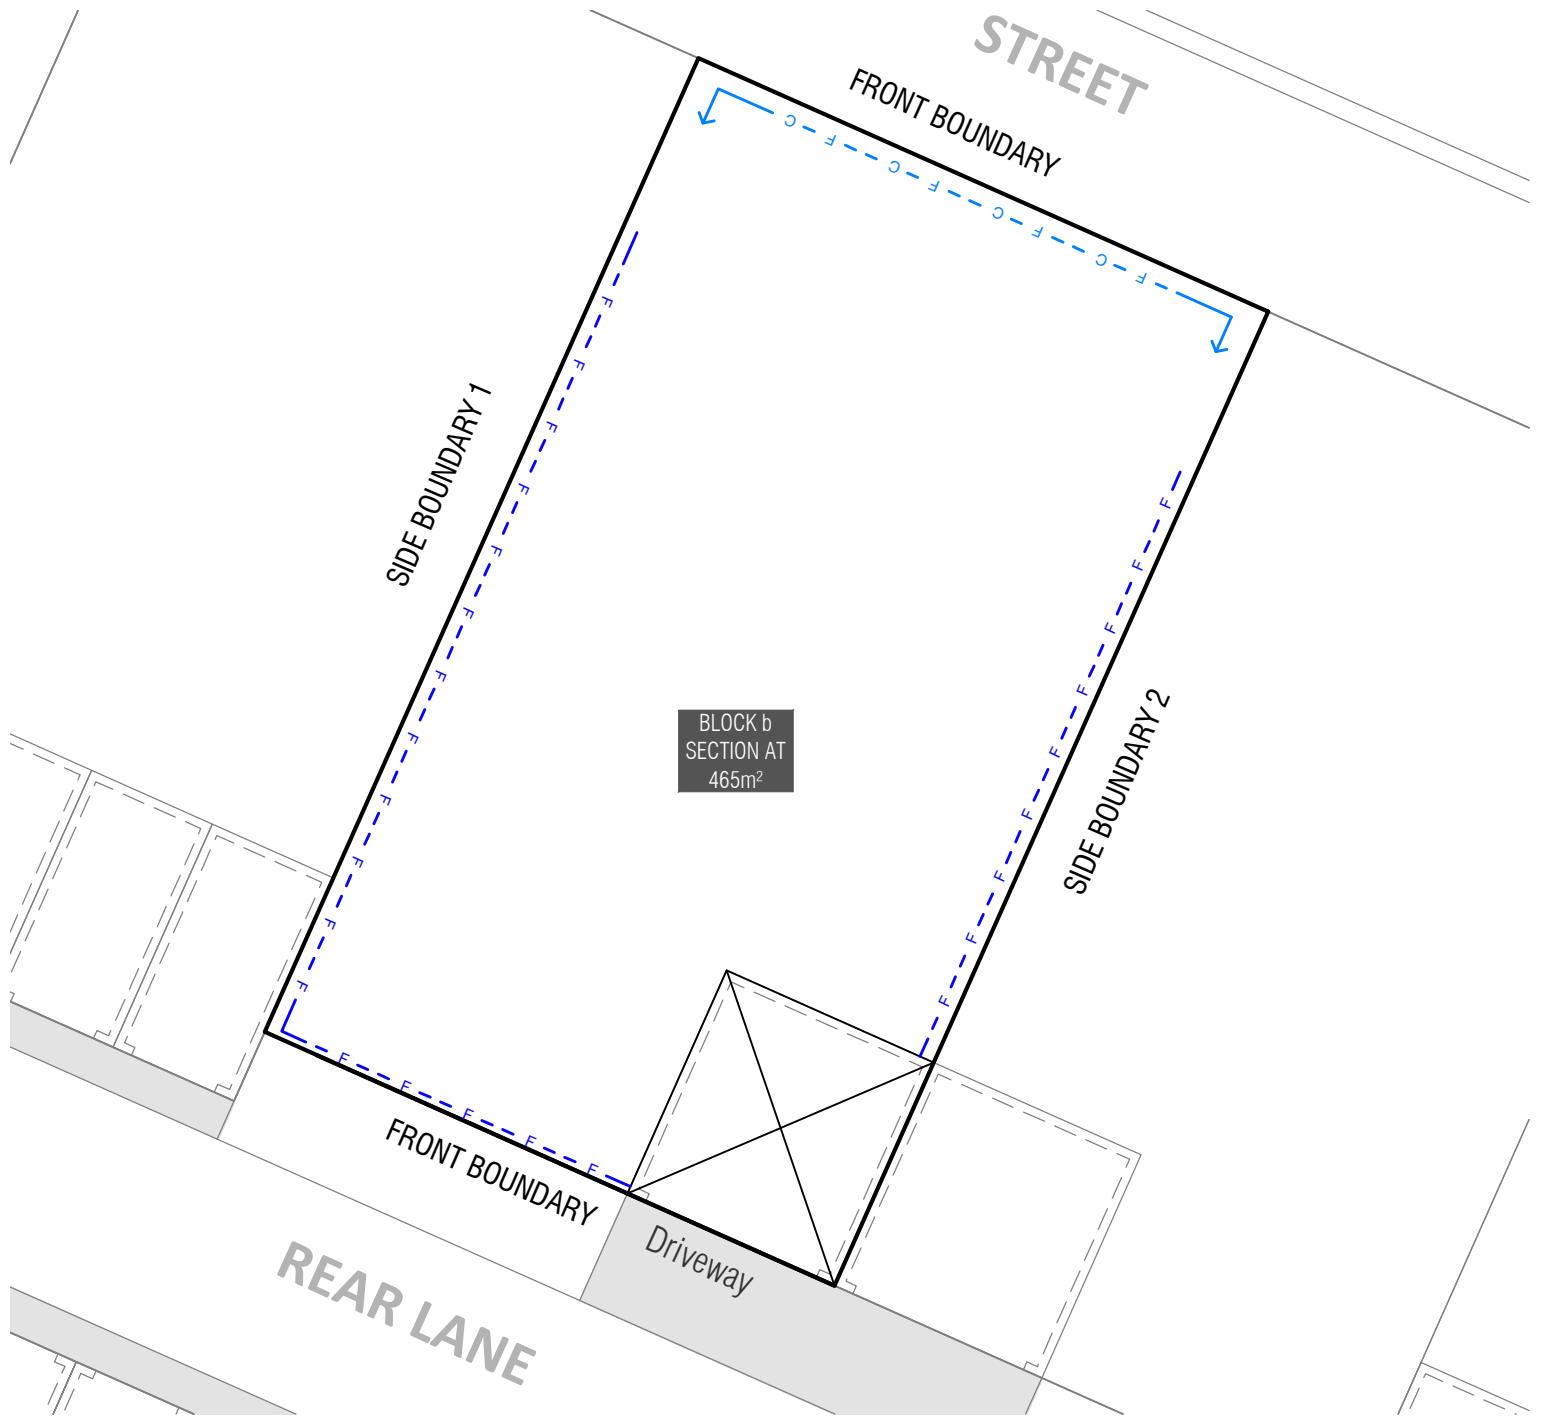 STREET
FRONT BOUNDARY
C F C F C F C F
SIDE BOUNDARY 1
F F F F F F F F F F F F
F F F F F F F F F
SIDE BOUNDARY 2
BLOCK b
SECTION AT
465m²
F F F F F
FRONT BOUNDARY
Driveway
REAR LANE